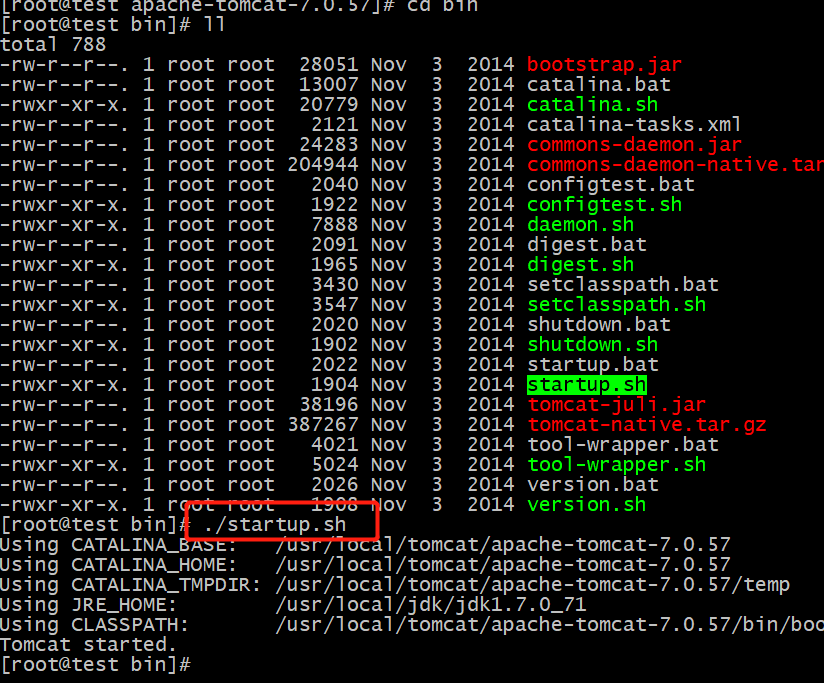 [root@test apache-tomcat-7.0.57]# cd bin
[root@test bin]# ll
total 788
-rw-r--r--. 1 root root  28051 Nov  3  2014 bootstrap.jar
-rw-r--r--. 1 root root  13007 Nov  3  2014 catalina.bat
-rwxr-xr-x. 1 root root  20779 Nov  3  2014 catalina.sh
-rw-r--r--. 1 root root   2121 Nov  3  2014 catalina-tasks.xml
-rw-r--r--. 1 root root  24283 Nov  3  2014 commons-daemon.jar
-rw-r--r--. 1 root root 204944 Nov  3  2014 commons-daemon-native.tar
-rw-r--r--. 1 root root   2040 Nov  3  2014 configtest.bat
-rwxr-xr-x. 1 root root   1922 Nov  3  2014 configtest.sh
-rwxr-xr-x. 1 root root   7888 Nov  3  2014 daemon.sh
-rw-r--r--. 1 root root   2091 Nov  3  2014 digest.bat
-rwxr-xr-x. 1 root root   1965 Nov  3  2014 digest.sh
-rw-r--r--. 1 root root   3430 Nov  3  2014 setclasspath.bat
-rwxr-xr-x. 1 root root   3547 Nov  3  2014 setclasspath.sh
-rw-r--r--. 1 root root   2020 Nov  3  2014 shutdown.bat
-rwxr-xr-x. 1 root root   1902 Nov  3  2014 shutdown.sh
-rw-r--r--. 1 root root   2022 Nov  3  2014 startup.bat
-rwxr-xr-x. 1 root root   1904 Nov  3  2014 startup.sh
-rw-r--r--. 1 root root  38196 Nov  3  2014 tomcat-juli.jar
-rw-r--r--. 1 root root 387267 Nov  3  2014 tomcat-native.tar.gz
-rw-r--r--. 1 root root   4021 Nov  3  2014 tool-wrapper.bat
-rwxr-xr-x. 1 root root   5024 Nov  3  2014 tool-wrapper.sh
-rw-r--r--. 1 root root   2026 Nov  3  2014 version.bat
-rwxr-xr-x. 1 root root   1908 Nov  3  2014 version.sh
[root@test bin]# ./startup.sh
Using CATALINA_BASE:   /usr/local/tomcat/apache-tomcat-7.0.57
Using CATALINA_HOME:   /usr/local/tomcat/apache-tomcat-7.0.57
Using CATALINA_TMPDIR: /usr/local/tomcat/apache-tomcat-7.0.57/temp
Using JRE_HOME:        /usr/local/jdk/jdk1.7.0_71
Using CLASSPATH:       /usr/local/tomcat/apache-tomcat-7.0.57/bin/boo
Tomcat started.
[root@test bin]#